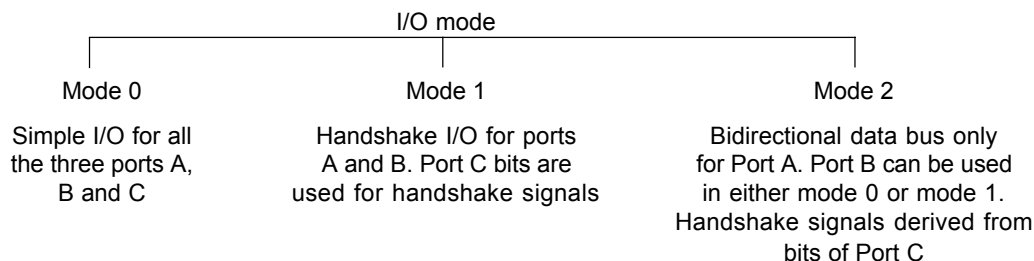 I/O mode
Mode 0
Simple I/O for all
the three ports A,
B and C
Mode 1
Handshake I/O for ports
A and B. Port C bits are
used for handshake signals
Mode 2
Bidirectional data bus only
for Port A. Port B can be used
in either mode 0 or mode 1.
Handshake signals derived from
bits of Port C